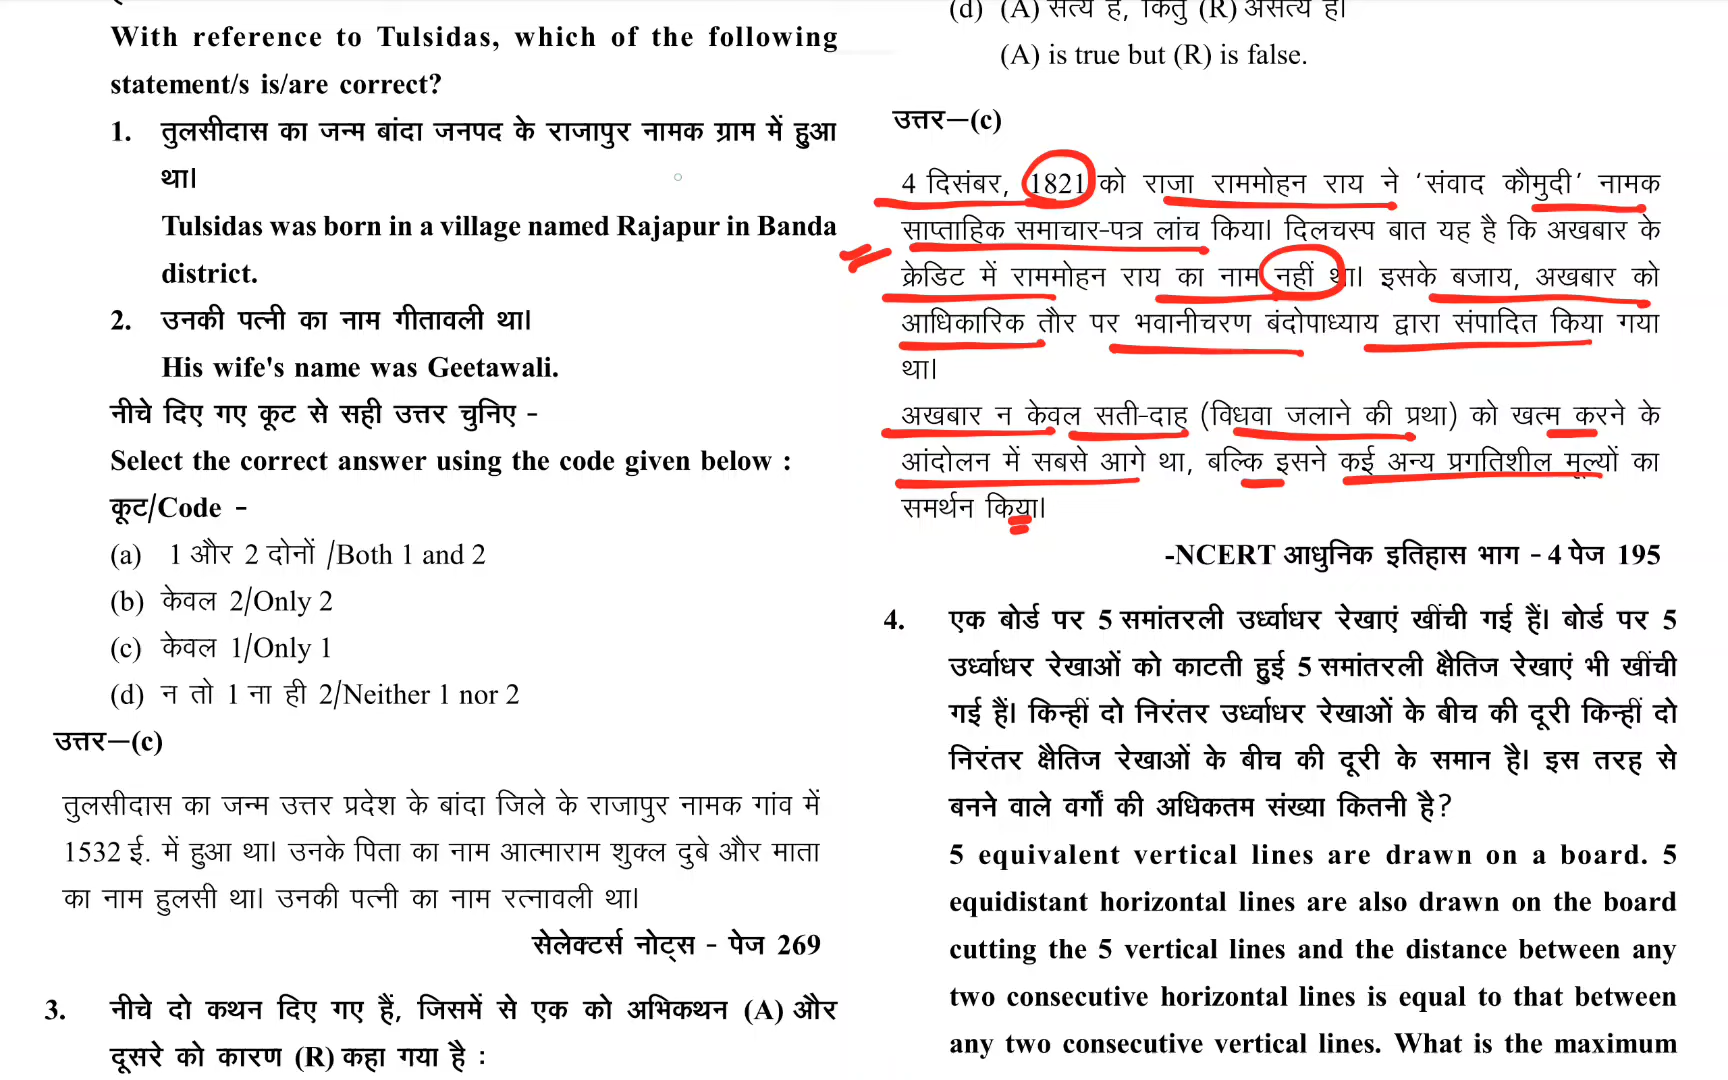 With reference to Tulsidas, which of the following
statement/s is/are correct?
1. तुलसीदास का जन्म बांदा जनपद के राजापुर नामक ग्राम में हुआ
था।
Tulsidas was born in a village named Rajapur in Banda
district.
2. उनकी पत्नी का नाम गीतावली था।
His wife's name was Geetawali.
नीचे दिए गए कूट से सही उत्तर चुनिए -
Select the correct answer using the code given below :
कूट/Code -
(a) 1 और 2 दोनों /Both 1 and 2
(b) केवल 2/Only 2
(c) केवल 1/Only 1
(d) न तो 1 ना ही 2/Neither 1 nor 2
उत्तर–(c)
तुलसीदास का जन्म उत्तर प्रदेश के बांदा जिले के राजापुर नामक गांव में
1532 ई. में हुआ था। उनके पिता का नाम आत्माराम शुक्ल दुबे और माता
का नाम हुलसी था। उनकी पत्नी का नाम रत्नावली था।
सेलेक्टर्स नोट्स - पेज 269
3. नीचे दो कथन दिए गए हैं, जिसमें से एक को अभिकथन (A) और
दूसरे को कारण (R) कहा गया है :
(d) (A) सत्य है, किंतु (R) असत्य है।
(A) is true but (R) is false.
उत्तर–(c)
4 दिसंबर, 1821 को राजा राममोहन राय ने ‘संवाद कौमुदी’ नामक
साप्ताहिक समाचार-पत्र लांच किया। दिलचस्प बात यह है कि अखबार के
क्रेडिट में राममोहन राय का नाम नहीं था। इसके बजाय, अखबार को
आधिकारिक तौर पर भवानीचरण बंदोपाध्याय द्वारा संपादित किया गया
था।
अखबार न केवल सती-दाह (विधवा जलाने की प्रथा) को खत्म करने के
आंदोलन में सबसे आगे था, बल्कि इसने कई अन्य प्रगतिशील मूल्यों का
समर्थन किया।
-NCERT आधुनिक इतिहास भाग - 4 पेज 195
4. एक बोर्ड पर 5 समांतरली उर्ध्वाधर रेखाएं खींची गई हैं। बोर्ड पर 5
उर्ध्वाधर रेखाओं को काटती हुई 5 समांतरली क्षैतिज रेखाएं भी खींची
गई हैं। किन्हीं दो निरंतर उर्ध्वाधर रेखाओं के बीच की दूरी किन्हीं दो
निरंतर क्षैतिज रेखाओं के बीच की दूरी के समान है। इस तरह से
बनने वाले वर्गों की अधिकतम संख्या कितनी है?
5 equivalent vertical lines are drawn on a board. 5
equidistant horizontal lines are also drawn on the board
cutting the 5 vertical lines and the distance between any
two consecutive horizontal lines is equal to that between
any two consecutive vertical lines. What is the maximum